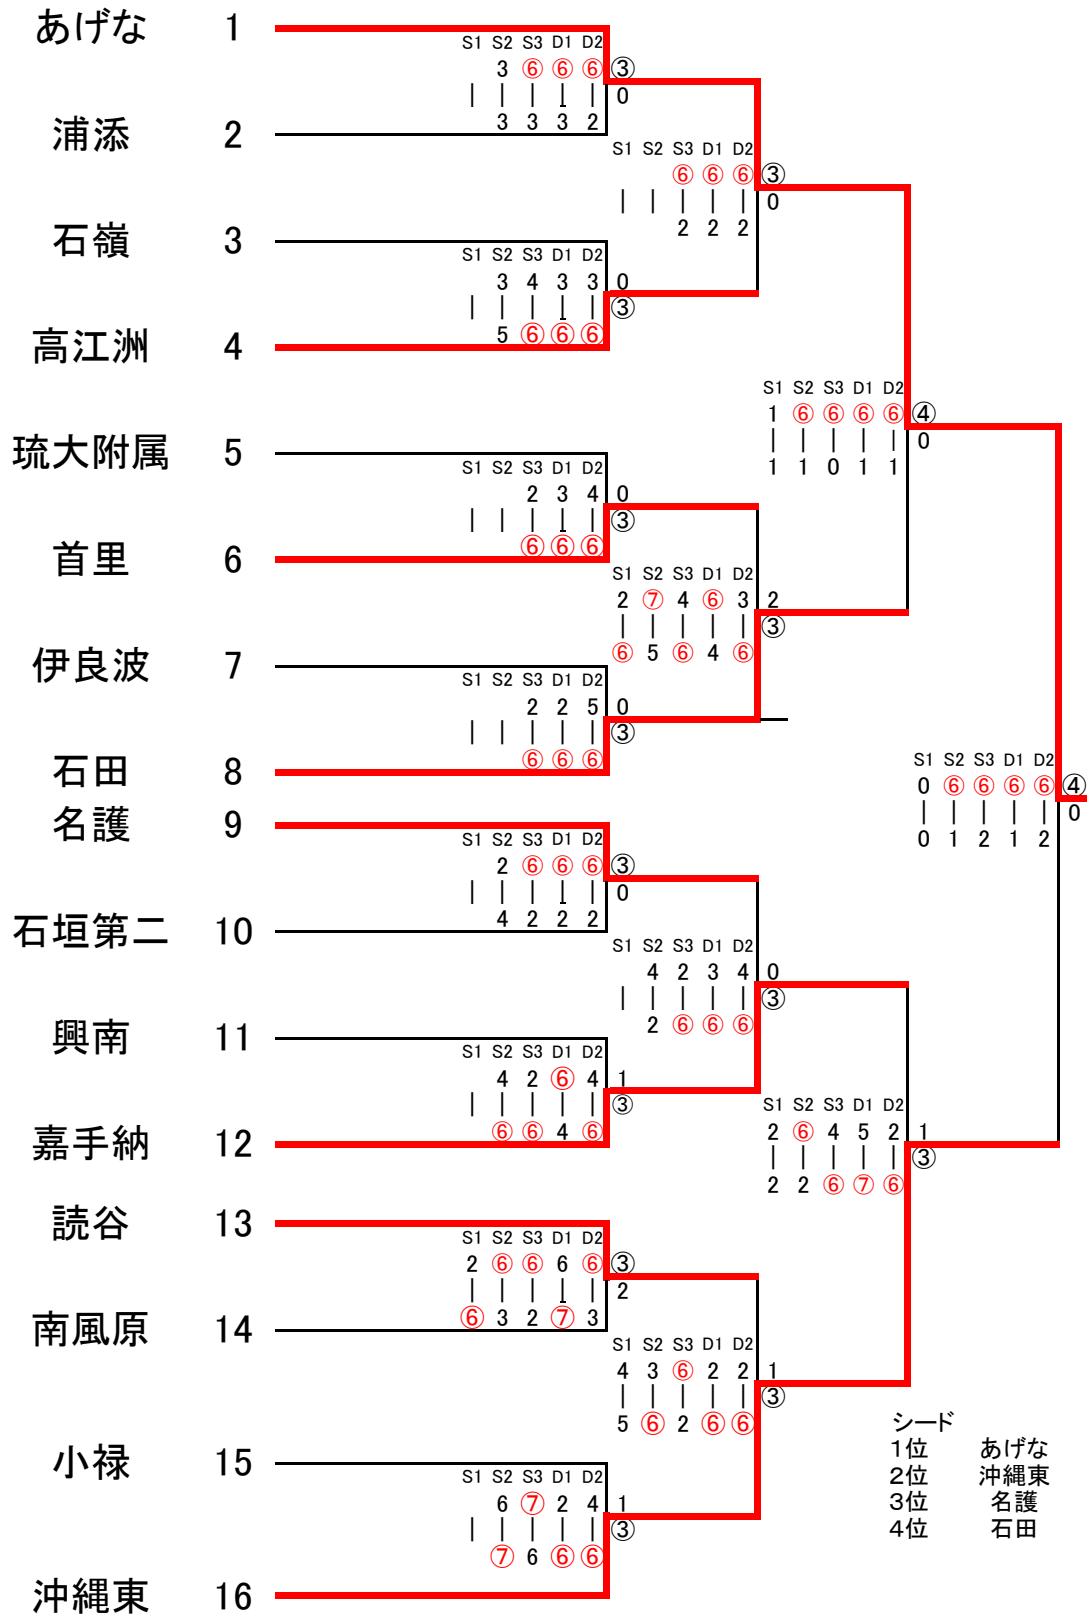 あげな 1
S1 S2 S3 D1 D2
3 ⑥ ⑥ ⑥ ③
| | | | | 0
3 3 3 2
浦添 2
S1 S2 S3 D1 D2
⑥ ⑥ ⑥ ③
| | | | | 0
2 2 2
石嶺 3
S1 S2 S3 D1 D2
3 4 3 3 0
| | | | | ③
5 ⑥ ⑥ ⑥
高江洲 4
S1 S2 S3 D1 D2
1 ⑥ ⑥ ⑥ ⑥ ④
| | | | | 0
1 1 0 1 1
琉大附属 5
S1 S2 S3 D1 D2
2 3 4 0
| | | | | ③
⑥ ⑥ ⑥
首里 6
S1 S2 S3 D1 D2
2 ⑦ 4 ⑥ 3 2
| | | | | ③
⑥ 5 ⑥ 4 ⑥
伊良波 7
S1 S2 S3 D1 D2
2 2 5 0
| | | | | ③
⑥ ⑥ ⑥
石田 8
S1 S2 S3 D1 D2
0 ⑥ ⑥ ⑥ ⑥ ④
| | | | | 0
0 1 2 1 2
名護 9
S1 S2 S3 D1 D2
2 ⑥ ⑥ ⑥ ③
| | | | | 0
4 2 2 2
石垣第二 10
S1 S2 S3 D1 D2
4 2 3 4 0
| | | | | ③
2 ⑥ ⑥ ⑥
興南 11
S1 S2 S3 D1 D2
4 2 ⑥ 4 1
| | | | | ③
⑥ ⑥ 4 ⑥
嘉手納 12
S1 S2 S3 D1 D2
2 ⑥ 4 5 2 1
| | | | | ③
2 2 ⑥ ⑦ ⑥
読谷 13
S1 S2 S3 D1 D2
2 ⑥ ⑥ 6 ⑥ ③
| | | | | 2
⑥ 3 2 ⑦ 3
南風原 14
S1 S2 S3 D1 D2
4 3 ⑥ 2 2 1
| | | | | ③
5 ⑥ 2 ⑥ ⑥
小禄 15
S1 S2 S3 D1 D2
6 ⑦ 2 4 1
| | | | | ③
⑦ 6 ⑥ ⑥
沖縄東 16
シード
1位 あげな
2位 沖縄東
3位 名護
4位 石田